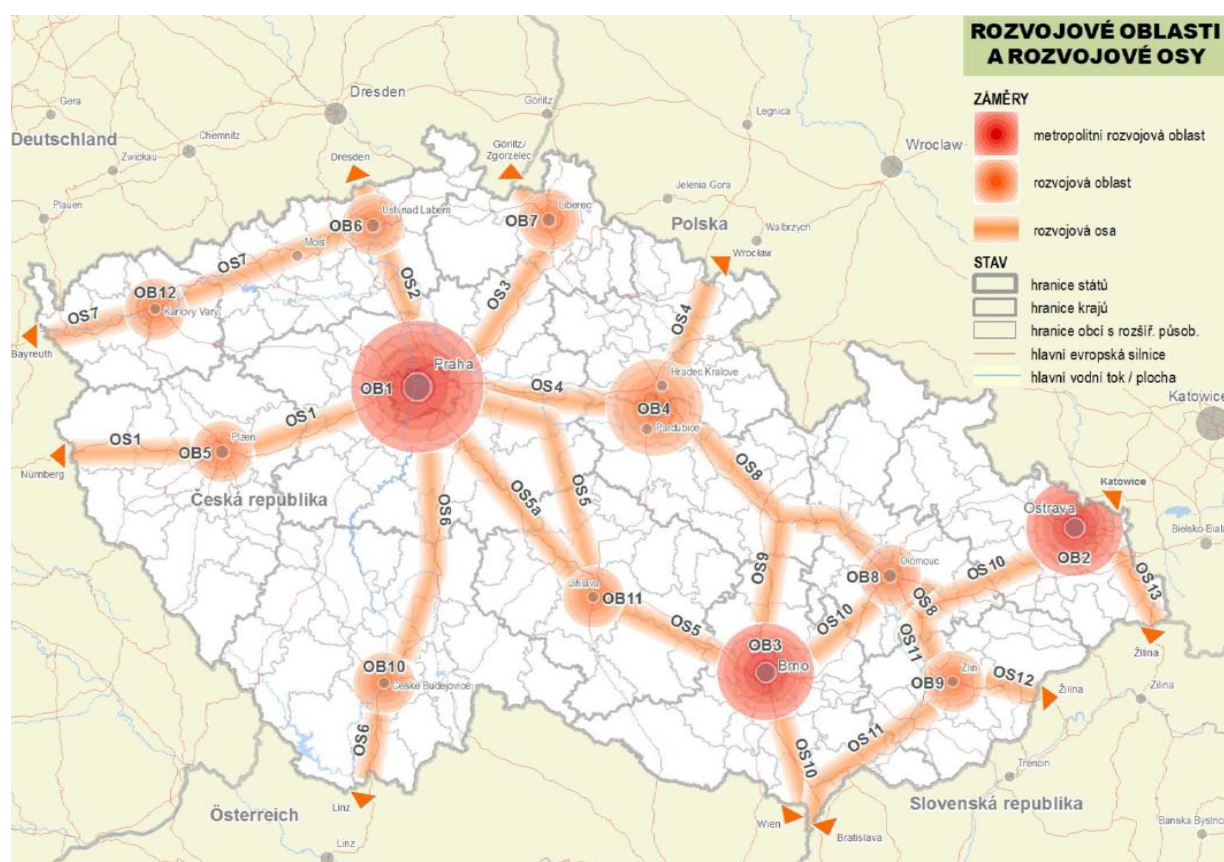 ROZVOJOVÉ OBLASTI
A ROZVOJOVÉ OSY
ZÁMĚRY
metropolitní rozvojová oblast
rozvojová oblast
rozvojová osa
STAV
hranice států
hranice krajů
hranice obcí s rozšíř. působ.
hlavní evropská silnice
hlavní vodní tok / plocha
Dresden
Gera
Görlitz
Legnica
Deutschland
Chemnitz
Zwickau
Görlitz/
Zgorzelec
Dresden
Wroclaw
Plauen
Jelenia Gora
Liberec
OB7
Ústí nad Labem
OB6
Polska
Walbrzych
Most
Wrocław
OS7
OS2
OS3
OB12
Karlovy Vary
OS7
OS4
Bayreuth
Praha
OB1
Hradec Kralove
OS4
OB4
Pardubice
Katowice
OS1
Plzen
OB5
OS1
Nürnberg
Česká republika
OS8
OS5a
OS5
OS6
Katowice
Ostrava
OB2
Bielsko-Biala
OS9
Olomouc
OB8
OS10
OS13
Jihlava
OB11
OS8
OS10
OS5
OS11
OB3
Brno
Žilina
OB10
České Budejovice
Zlin
OB9
OS12
Žilina
Zilina
OS6
OS11
OS10
Trencin
Linz
Österreich
Slovenská republika
Wien
Bratislava
Linz
Banska Bystrica